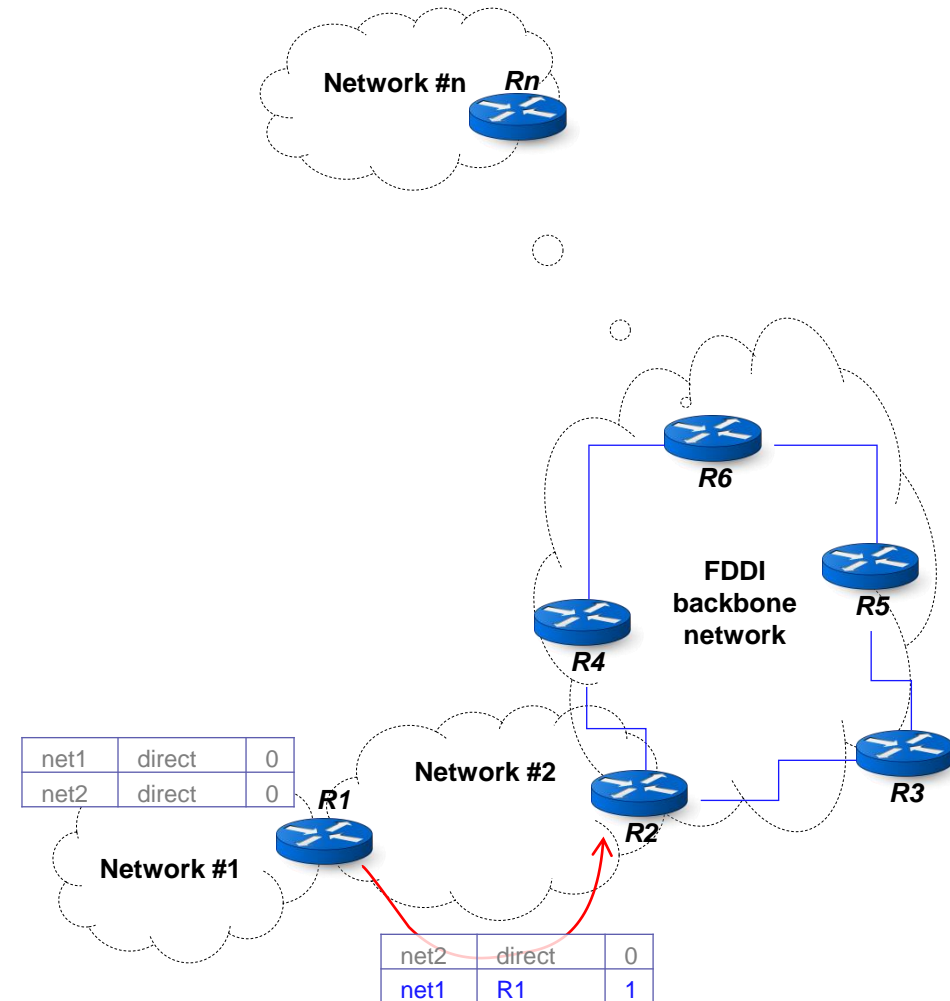 Network #n
Rn
R6
FDDI
backbone
network
R5
R4
net1 direct 0
net2 direct 0
Network #2
R1
R3
R2
Network #1
net2 direct 0
net1 R1 1